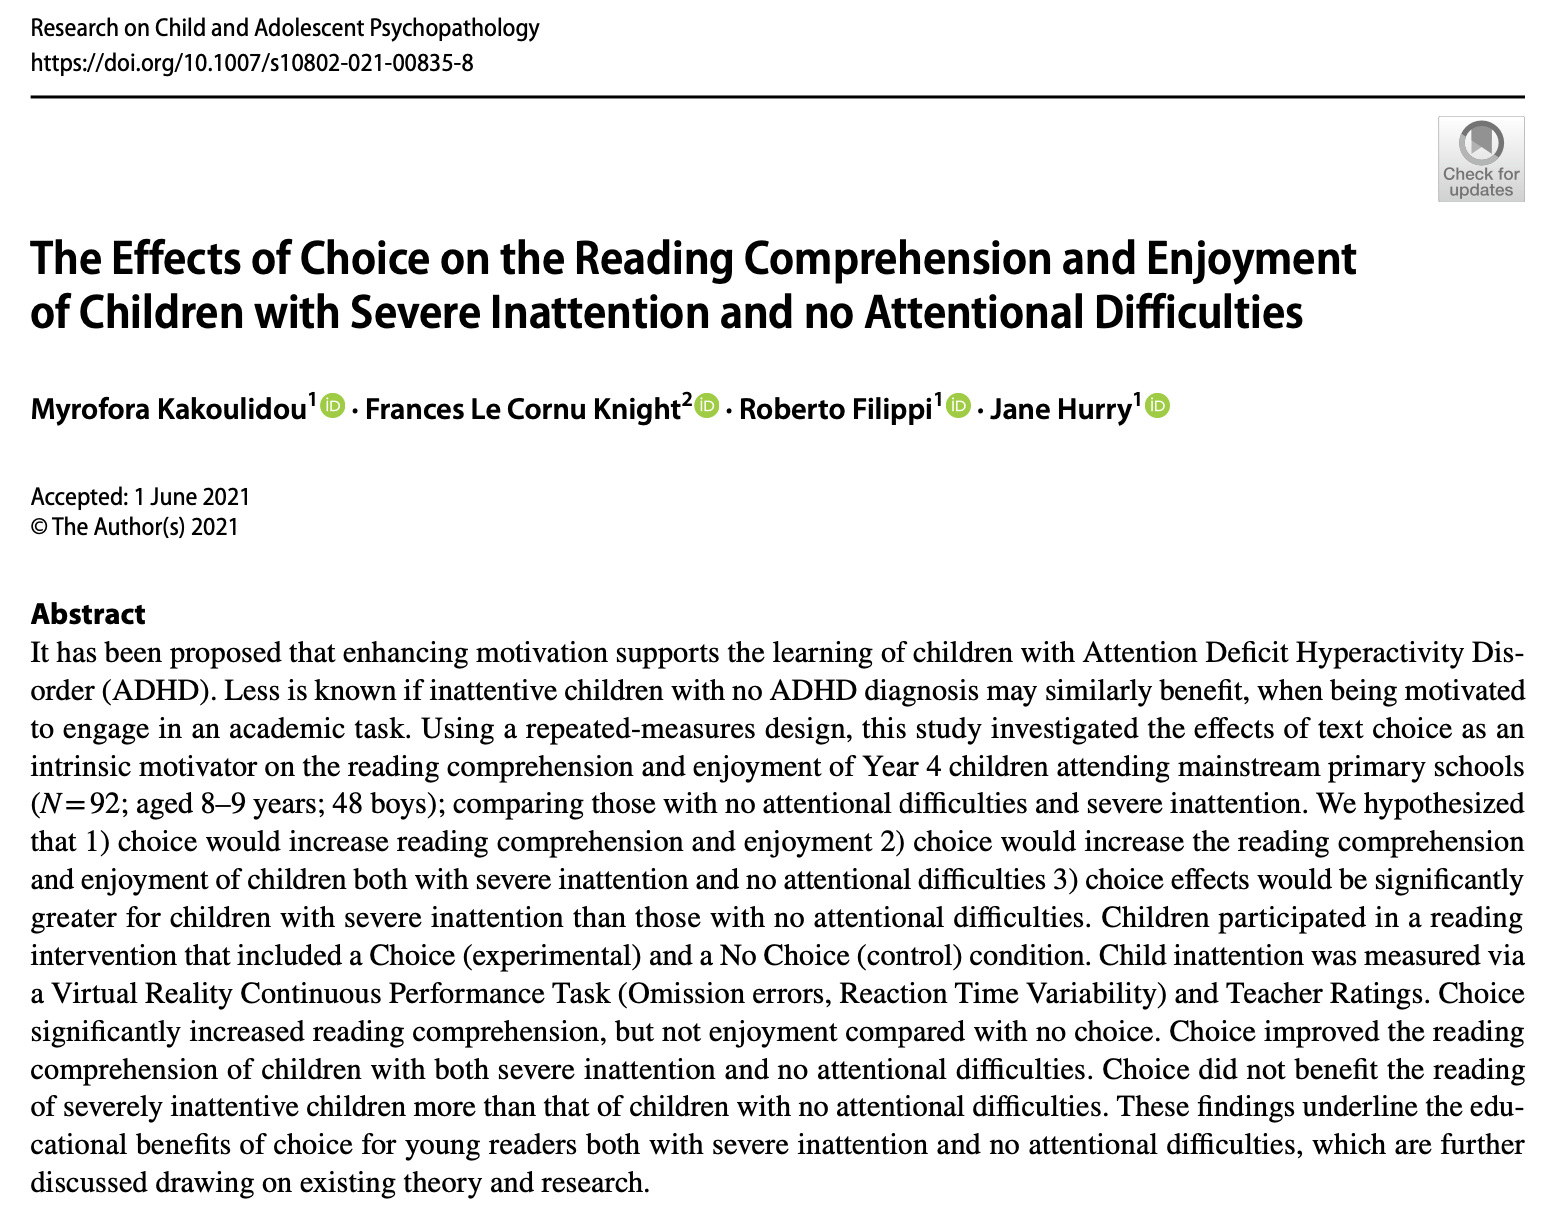 Research on Child and Adolescent Psychopathology
https://doi.org/10.1007/s10802-021-00835-8
Check for
updates
The Effects of Choice on the Reading Comprehension and Enjoyment
of Children with Severe Inattention and no Attentional Difficulties
Myrofora Kakoulidou1 iD · Frances Le Cornu Knight2 iD · Roberto Filippi1 iD · Jane Hurry1 iD
Accepted: 1 June 2021
© The Author(s) 2021
Abstract
It has been proposed that enhancing motivation supports the learning of children with Attention Deficit Hyperactivity Dis-
order (ADHD). Less is known if inattentive children with no ADHD diagnosis may similarly benefit, when being motivated
to engage in an academic task. Using a repeated-measures design, this study investigated the effects of text choice as an
intrinsic motivator on the reading comprehension and enjoyment of Year 4 children attending mainstream primary schools
(N = 92; aged 8–9 years; 48 boys); comparing those with no attentional difficulties and severe inattention. We hypothesized
that 1) choice would increase reading comprehension and enjoyment 2) choice would increase the reading comprehension
and enjoyment of children both with severe inattention and no attentional difficulties 3) choice effects would be significantly
greater for children with severe inattention than those with no attentional difficulties. Children participated in a reading
intervention that included a Choice (experimental) and a No Choice (control) condition. Child inattention was measured via
a Virtual Reality Continuous Performance Task (Omission errors, Reaction Time Variability) and Teacher Ratings. Choice
significantly increased reading comprehension, but not enjoyment compared with no choice. Choice improved the reading
comprehension of children with both severe inattention and no attentional difficulties. Choice did not benefit the reading
of severely inattentive children more than that of children with no attentional difficulties. These findings underline the edu-
cational benefits of choice for young readers both with severe inattention and no attentional difficulties, which are further
discussed drawing on existing theory and research.